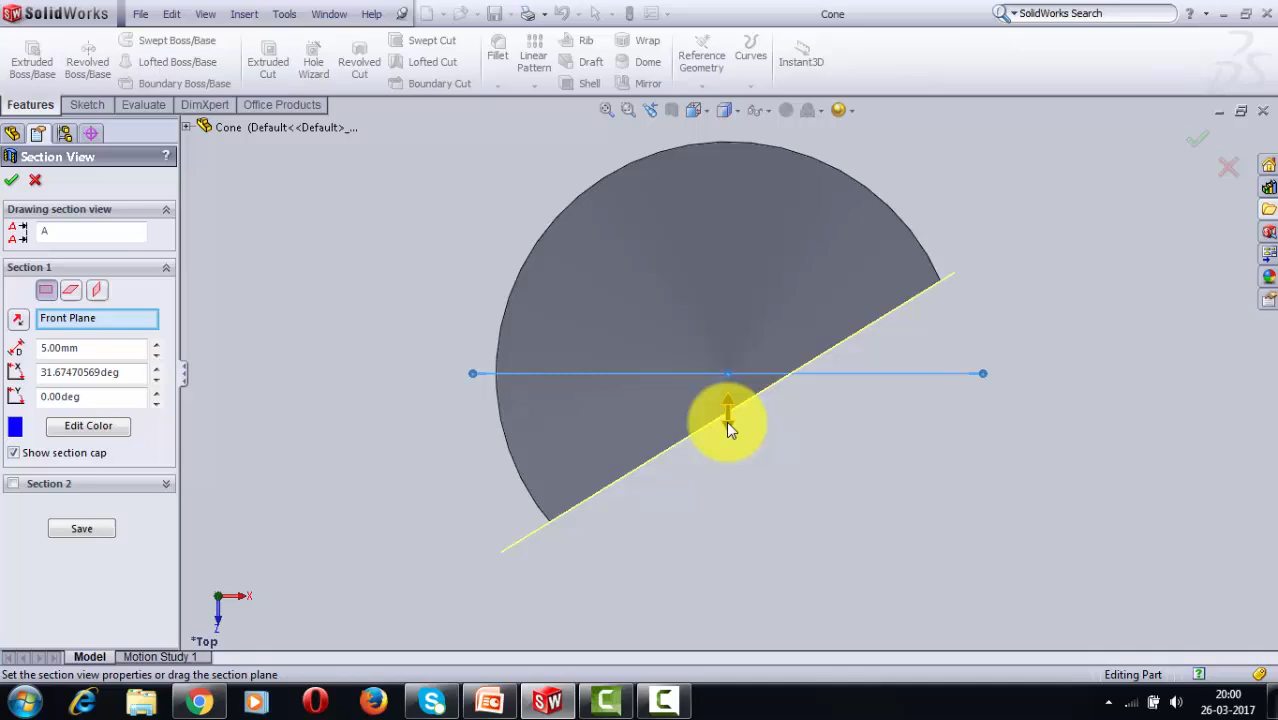 SolidWorks File Edit View Insert Tools Window Help Cone SolidWorks Search
Extruded Boss/Base
Revolved Boss/Base
Swept Boss/Base
Lofted Boss/Base
Boundary Boss/Base
Extruded Cut
Hole Wizard
Revolved Cut
Swept Cut
Lofted Cut
Boundary Cut
Fillet
Linear Pattern
Rib
Draft
Shell
Wrap
Dome
Mirror
Reference Geometry
Curves
Instant3D
Features Sketch Evaluate DimXpert Office Products
Cone (Default<<Default>_...
Section View ?
Drawing section view
A
Section 1
Front Plane
5.00mm
31.67470569deg
0.00deg
Edit Color
Show section cap
Section 2
Save
X
Z
*Top
Model Motion Study 1
Set the section view properties or drag the section plane Editing Part
20:00
26-03-2017